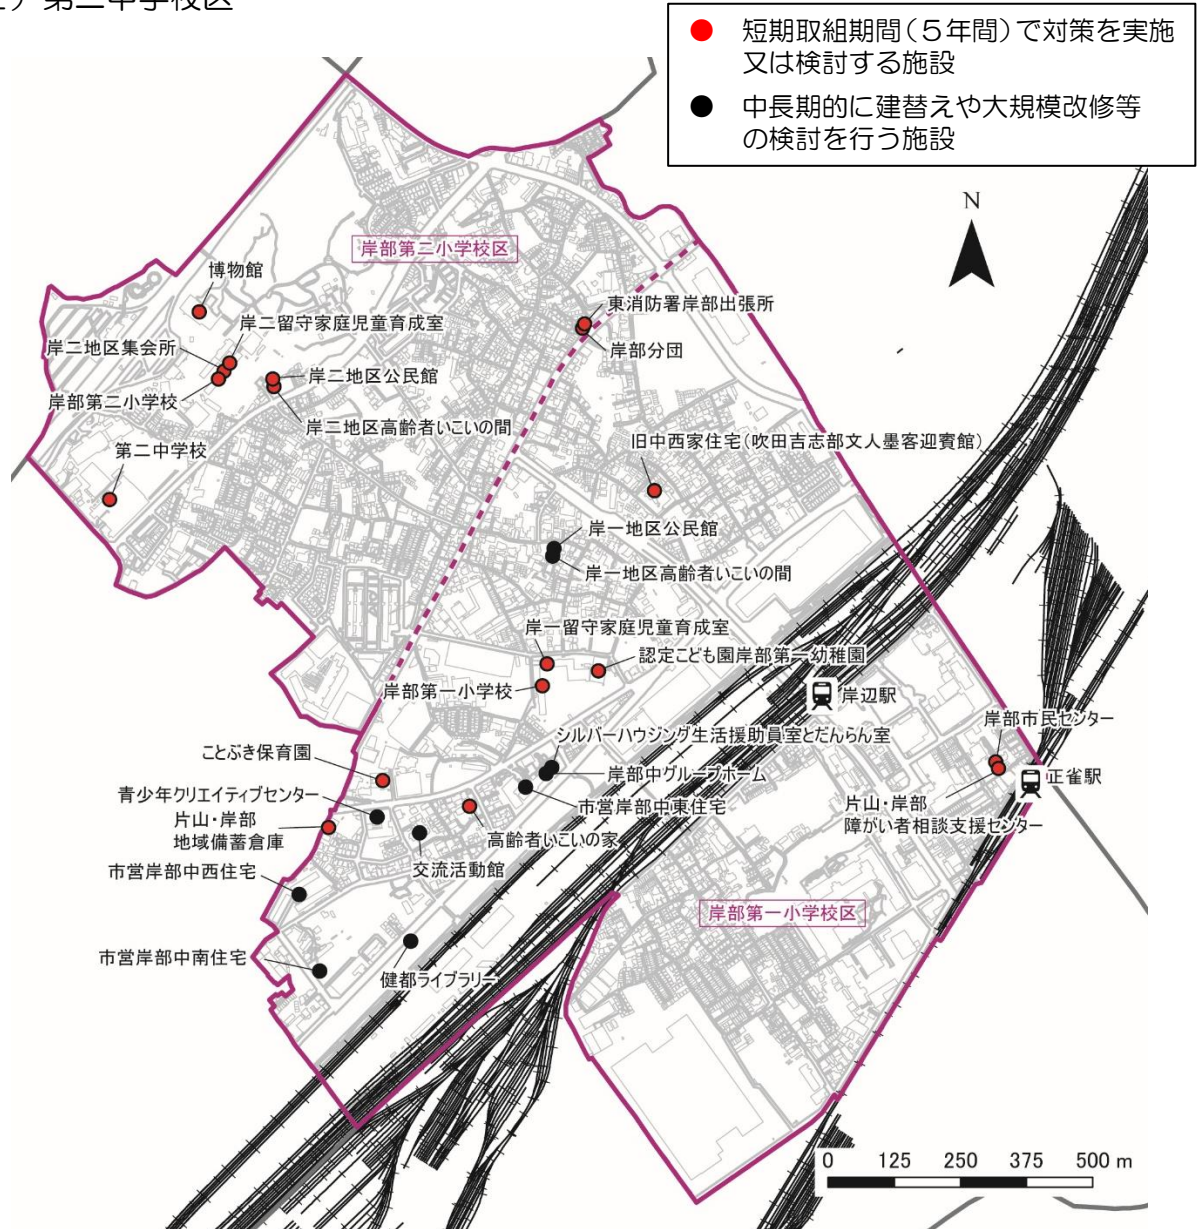 第二中学校区
短期取組期間(5年間)で対策を実施
又は検討する施設
中長期的に建替えや大規模改修等
の検討を行う施設
N
岸部第二小学校区
博物館
東消防署岸部出張所
岸二留守家庭児童育成室
岸二地区集会所
岸部分団
岸二地区公民館
岸部第二小学校
岸二地区高齢者いこいの間
第二中学校
旧中西家住宅(吹田吉志部文人墨客迎賓館)
岸一地区公民館
岸一地区高齢者いこいの間
岸一留守家庭児童育成室
認定こども園岸部第一幼稚園
岸部第一小学校
岸辺駅
岸部市民センター
シルバーハウジング生活援助員室とだんらん室
ことぶき保育園
岸部中グループホーム
正雀駅
青少年クリエイティブセンター
市営岸部中東住宅
片山・岸部
地域備蓄倉庫
片山・岸部
障がい者相談支援センター
高齢者いこいの家
交流活動館
市営岸部中西住宅
岸部第一小学校区
市営岸部中南住宅
健都ライブラリー
0 125 250 375 500 m